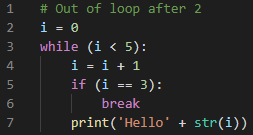 1 # Out of loop after 2
2 i = 0
3 while (i < 5):
4     i = i + 1
5     if (i == 3):
6         break
7     print('Hello' + str(i))